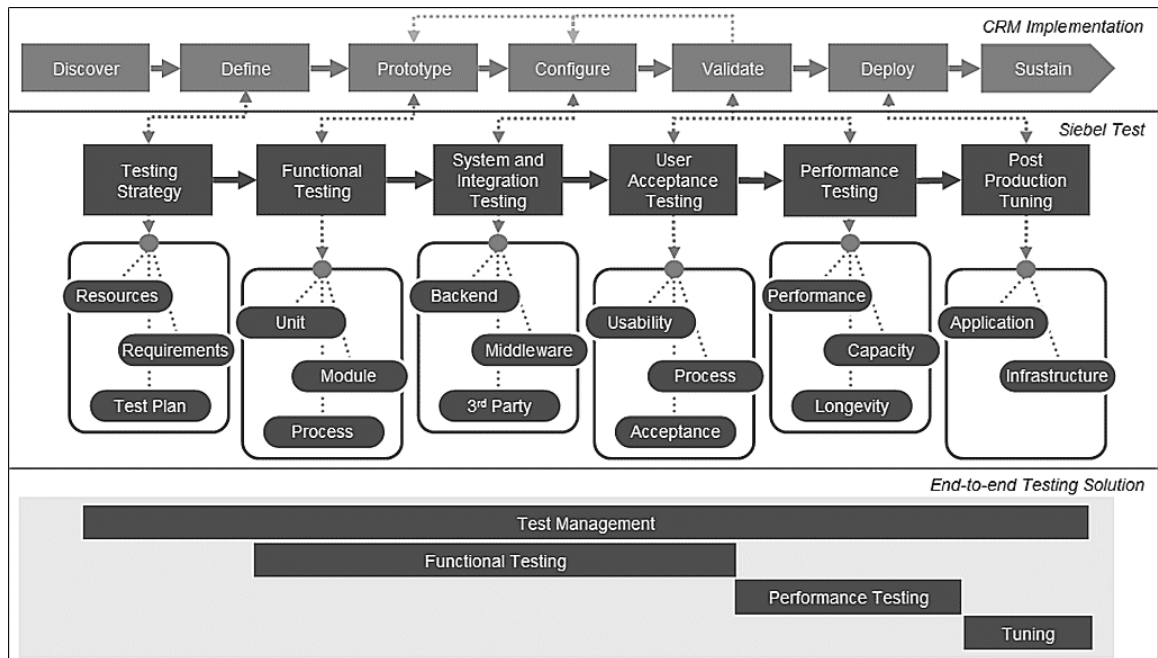 CRM Implementation
Discover
Define
Prototype
Configure
Validate
Deploy
Sustain
Siebel Test
Testing
Strategy
Functional
Testing
System and
Integration
Testing
User
Acceptance
Testing
Performance
Testing
Post
Production
Tuning
Resources
Requirements
Test Plan
Unit
Module
Process
Backend
Middleware
3rd Party
Usability
Process
Acceptance
Performance
Capacity
Longevity
Application
Infrastructure
End-to-end Testing Solution
Test Management
Functional Testing
Performance Testing
Tuning